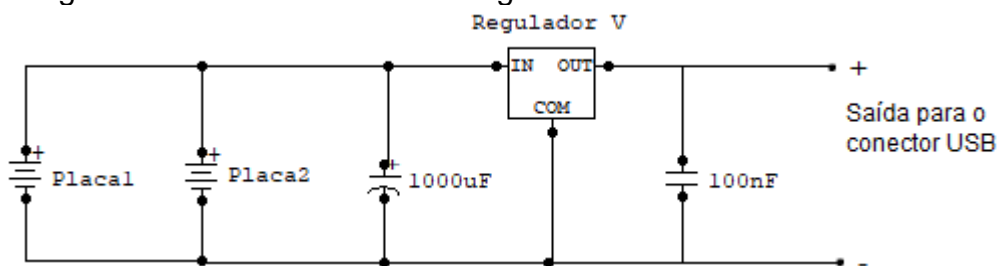 Regulador V
IN OUT
COM
+
Saída para o
conector USB
+
Placa1
+
Placa2
+
1000uF
100nF
-